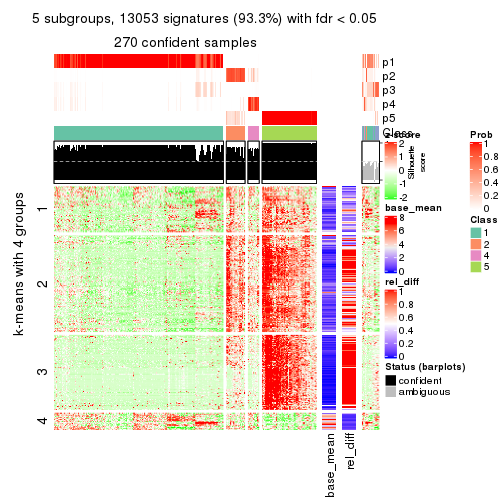 5 subgroups, 13053 signatures (93.3%) with fdr < 0.05
270 confident samples
p1
p2
p3
p4
p5
Class
Silhouette
score
k-means with 4 groups
1
2
3
4
base_mean
rel_diff
z-score
2
1
0
-1
-2
base_mean
8
6
4
2
0
rel_diff
1
0.8
0.6
0.4
0.2
0
Status (barplots)
confident
ambiguous
Prob
1
0.8
0.6
0.4
0.2
0
Class
1
2
4
5